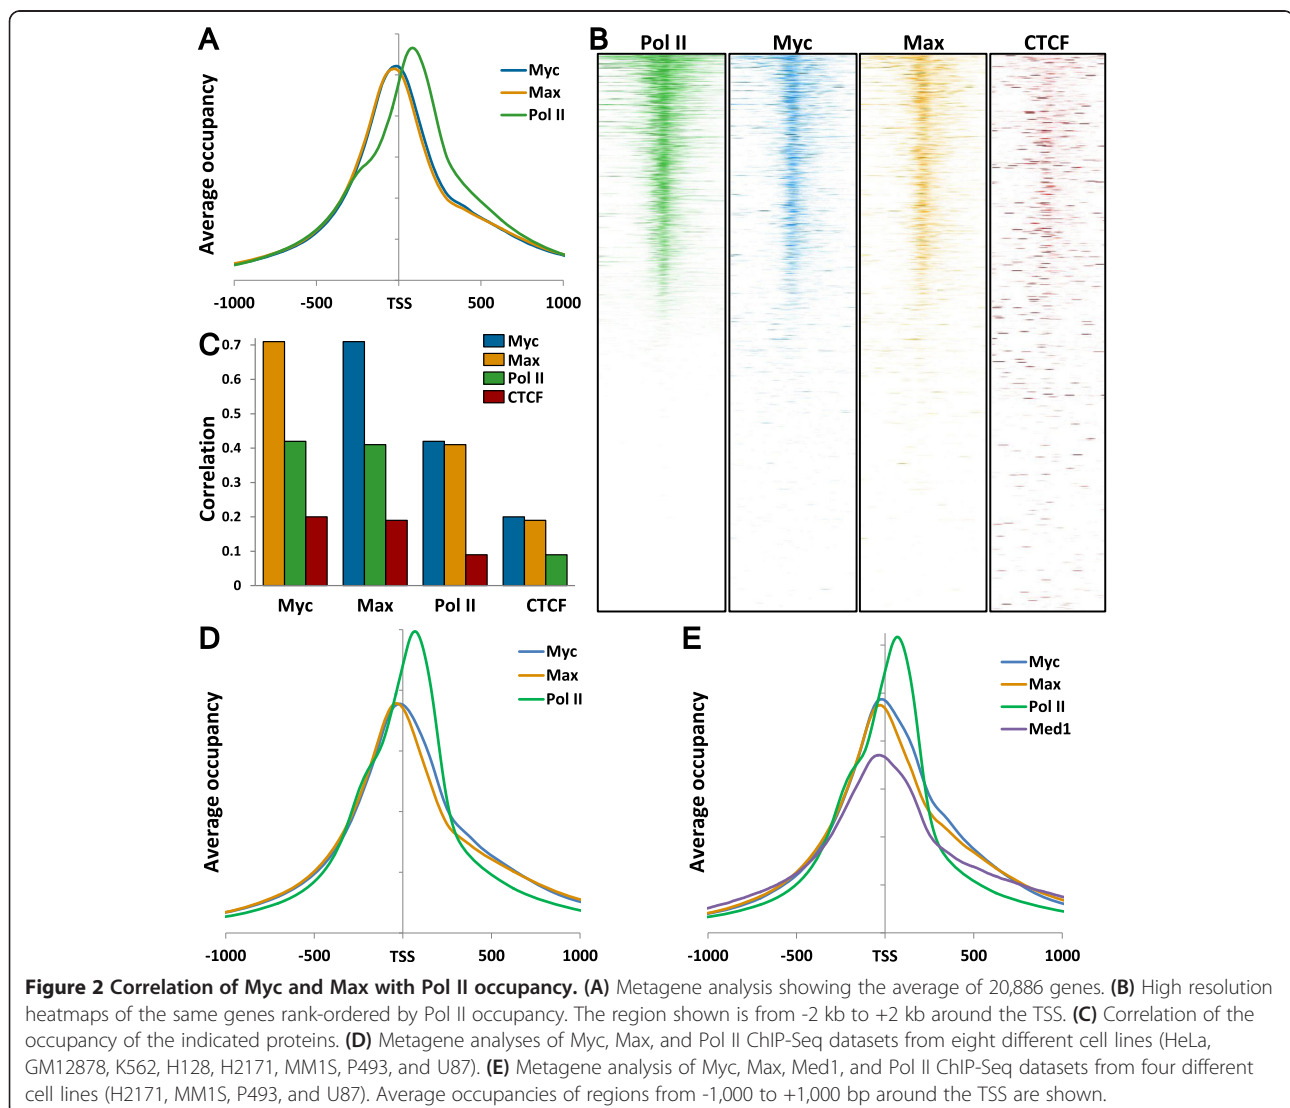 A
Average occupancy
Myc
Max
Pol II
-1000
-500
TSS
500
1000
B
Pol II
Myc
Max
CTCF
C
Correlation
0.7
0.6
0.5
0.4
0.3
0.2
0.1
0
Myc
Max
Pol II
CTCF
Myc
Max
Pol II
CTCF
D
Average occupancy
Myc
Max
Pol II
-1000
-500
TSS
500
1000
E
Average occupancy
Myc
Max
Pol II
Med1
-1000
-500
TSS
500
1000
Figure 2 Correlation of Myc and Max with Pol II occupancy. (A) Metagene analysis showing the average of 20,886 genes. (B) High resolution
heatmaps of the same genes rank-ordered by Pol II occupancy. The region shown is from -2 kb to +2 kb around the TSS. (C) Correlation of the
occupancy of the indicated proteins. (D) Metagene analyses of Myc, Max, and Pol II ChIP-Seq datasets from eight different cell lines (HeLa,
GM12878, K562, H128, H2171, MM1S, P493, and U87). (E) Metagene analysis of Myc, Max, Med1, and Pol II ChIP-Seq datasets from four different
cell lines (H2171, MM1S, P493, and U87). Average occupancies of regions from -1,000 to +1,000 bp around the TSS are shown.